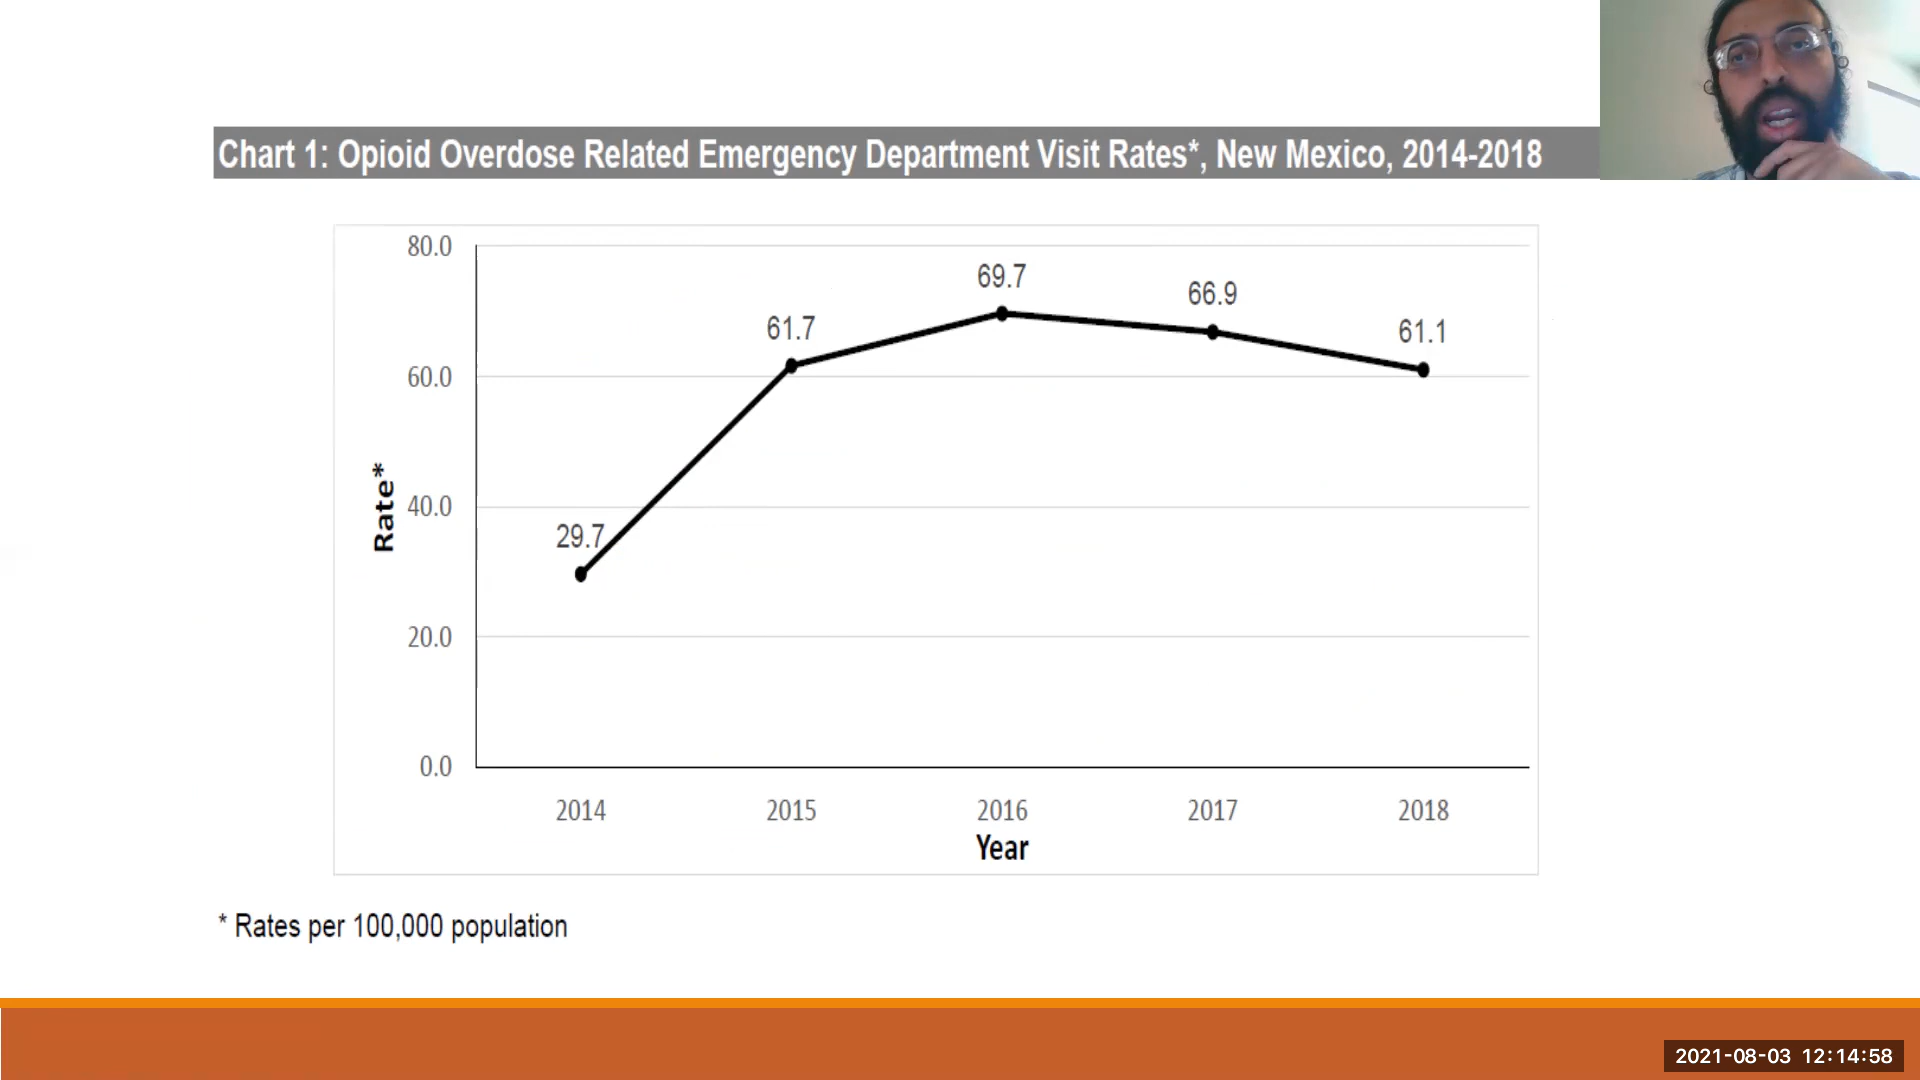 Chart 1: Opioid Overdose Related Emergency Department Visit Rates*, New Mexico, 2014-2018
80.0
69.7
66.9
61.7
61.1
60.0
Rate*
40.0
29.7
20.0
0.0
2014 2015 2016 2017 2018
Year
* Rates per 100,000 population
2021-08-03 12:14:58